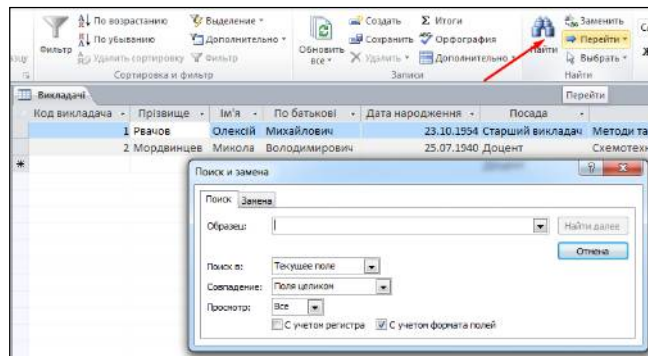 По возрастанию
Выделение
Создать
Σ Итоги
Заменить
Фильтр
По убыванию
Дополнительно
Обновить все
Сохранить
Орфография
Найти
Перейти
Удалить сортировку
Фильтр
Удалить
Дополнительно
Выбрать
Сортировка и фильтр
Записи
Найти
Викладачі
Перейти
Код викладача Прізвище Ім'я По батькові Дата народження Посада
1 Рвачов Олексій Михайлович 23.10.1954 Старший викладач Методи та
2 Мордвинцев Микола Володимирович 25.07.1940 Доцент Схемотехн
Поиск и замена
Поиск Замена
Образец:
Найти далее
Отмена
Поиск в: Текущее поле
Совпадение: Поля целиком
Просмотр: Все
С учетом регистра С учетом формата полей